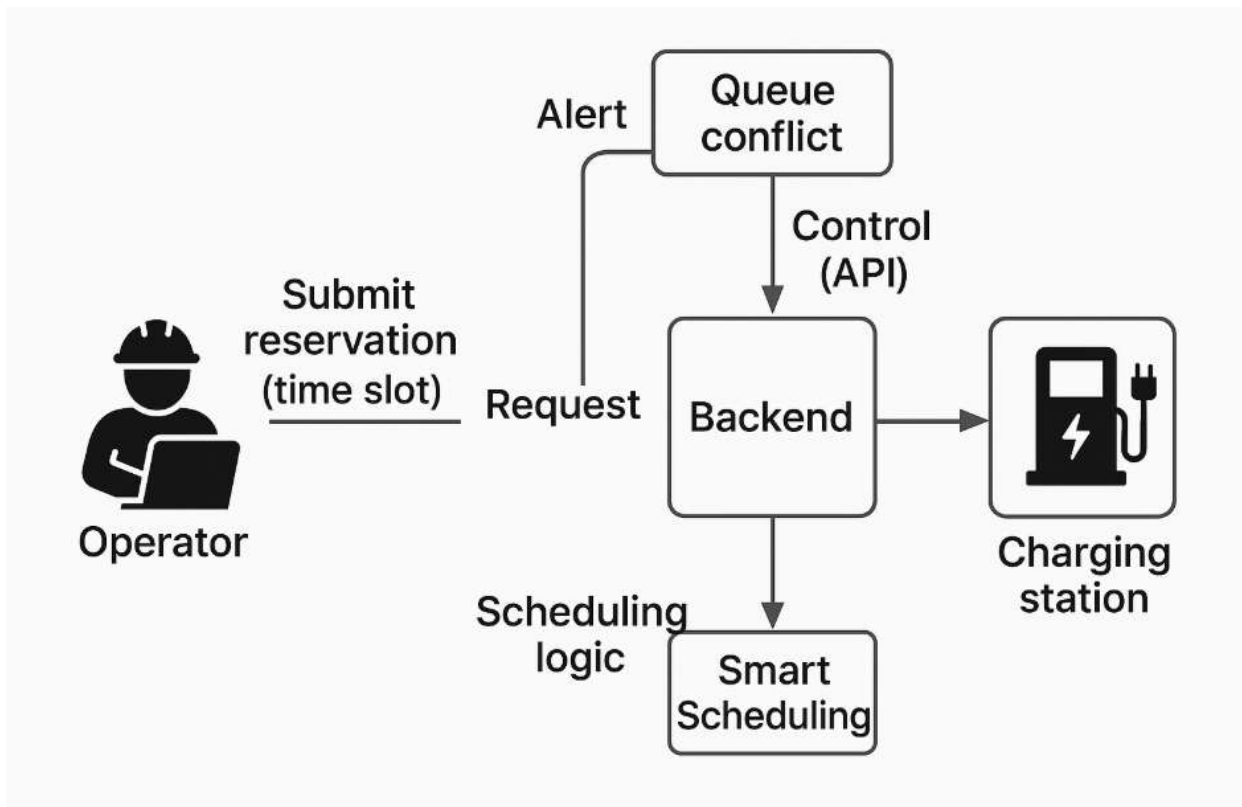 Queue
conflict
Alert
Control
(API)
Submit
reservation
(time slot)
Request
Backend
Operator
Charging
station
Scheduling
logic
Smart
Scheduling